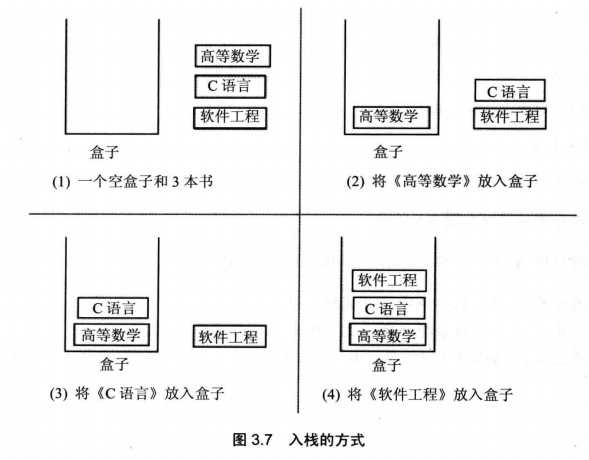 高等数学
C 语言
软件工程
盒子
(1) 一个空盒子和 3 本书
C 语言
高等数学
软件工程
盒子
(2) 将《高等数学》放入盒子
C 语言
高等数学
软件工程
盒子
(3) 将《C 语言》放入盒子
软件工程
C 语言
高等数学
盒子
(4) 将《软件工程》放入盒子
图 3.7 入栈的方式